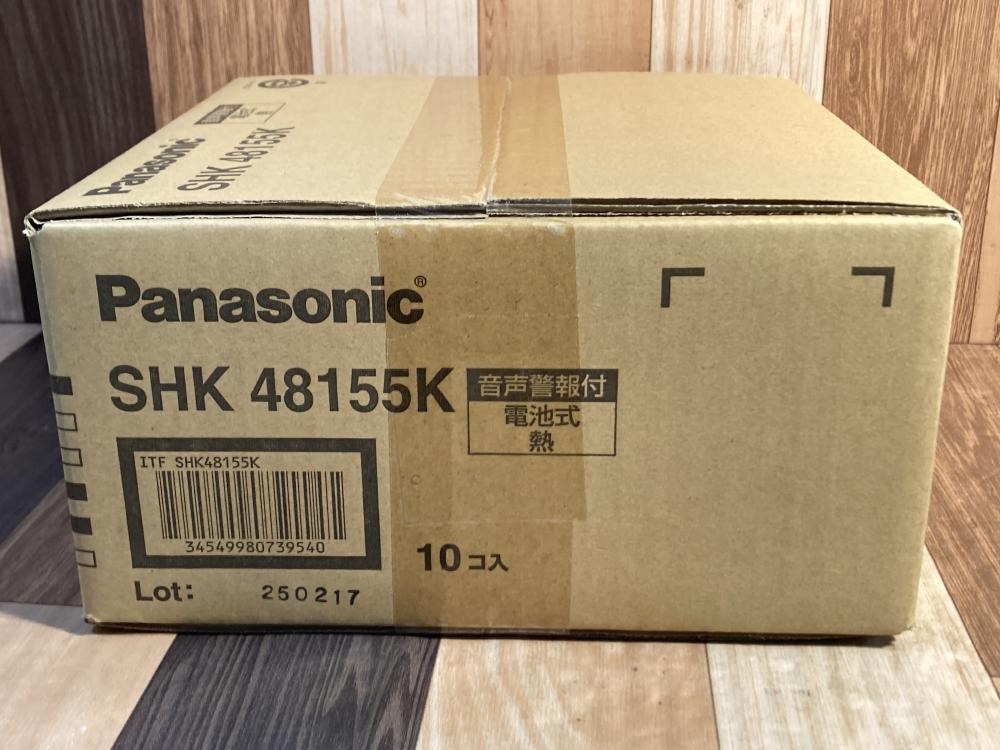 Panasonic
SHK 48155K
Panasonic®
SHK 48155K
音声警報付
電池式
熱
ITF SHK48155K
34549980739540
10コ入
Lot: 250217